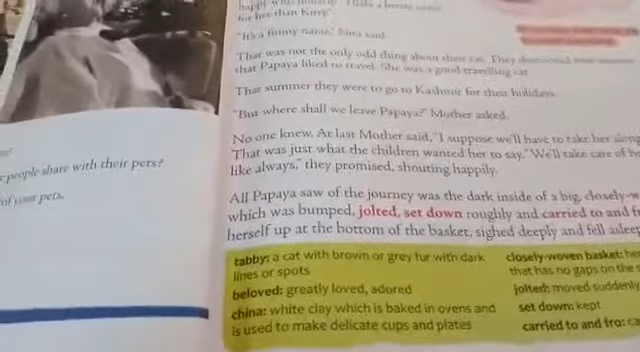 people share with their pets?
of your pets.
for her than Kitty."
"It's a funny name," Nina said.
That was not the only odd thing about their cat. They discovered
that Papaya liked to travel. She was a good travelling cat.
That summer they were to go to Kashmir for their holidays.
"But where shall we leave Papaya?" Mother asked.
No one knew. At last Mother said, "I suppose we'll have to take her along
That was just what the children wanted her to say. "We'll take care of
like always," they promised, shouting happily.
All Papaya saw of the journey was the dark inside of a big, closely-w
which was bumped, jolted, set down roughly and carried to and fr
herself up at the bottom of the basket, sighed deeply and fell aslee
tabby: a cat with brown or grey fur with dark
lines or spots
beloved: greatly loved, adored
china: white clay which is baked in ovens and
is used to make delicate cups and plates
closely-woven basket: her
that has no gaps on the
jolted: moved suddenly
set down: kept
carried to and fro: ca